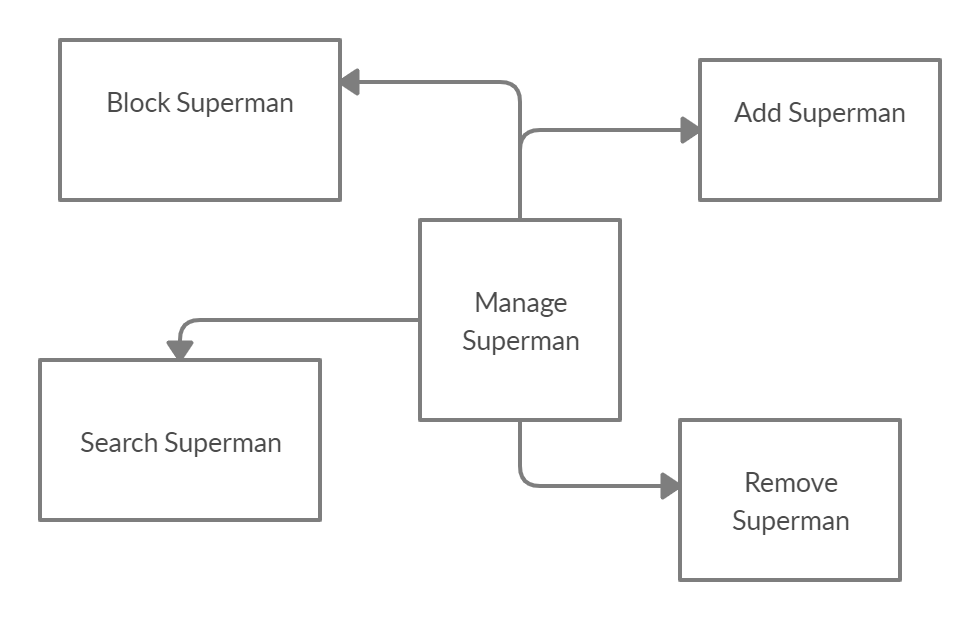 Block Superman
Add Superman
Manage
Superman
Search Superman
Remove
Superman